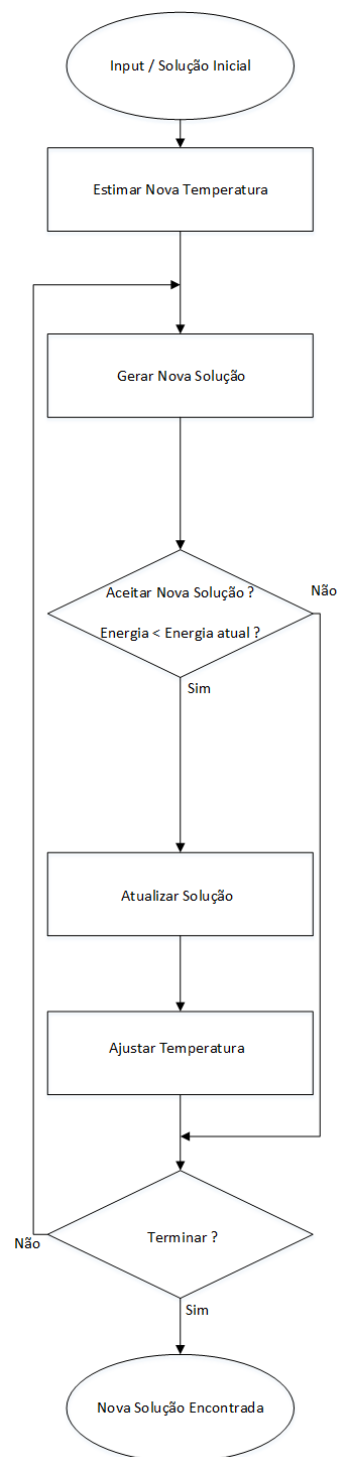 Input / Solução Inicial
Estimar Nova Temperatura
Gerar Nova Solução
Aceitar Nova Solução ?
Energia < Energia atual ?
Não
Sim
Atualizar Solução
Ajustar Temperatura
Terminar ?
Não
Sim
Nova Solução Encontrada